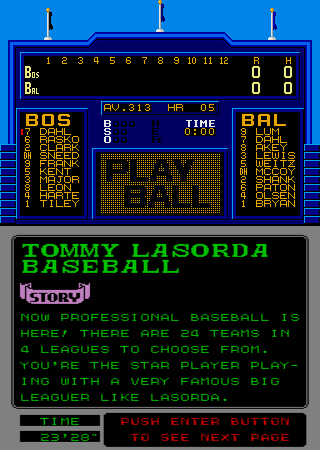 1 2 3 4 5 6 7 8 9 10 11 12 R H
BOS 0 0
BAL 0 0
AV.313 HR 05
B H TIME
S E 0:00
O
BOS
7 DAHL
6 RASKO
2 CLARK
DH SNEED
9 FRANK
5 KENT
3 MAJOR
8 LEON
4 HARTE
1 TILEY
PLAY
BALL
BAL
9 LUM
7 DAHL
8 AKEY
3 LEWIS
5 WEITZ
DH MCCOY
2 SHANK
6 PATON
4 OLSEN
1 BRYAN
TOMMY LASORDA
BASEBALL
STORY
NOW PROFESSIONAL BASEBALL IS
HERE, THERE ARE 24 TEAMS IN
4 LEAGUES TO CHOOSE FROM.
YOU'RE THE STAR PLAYER PLAY-
ING WITH A VERY FAMOUS BIG
LEAGUER LIKE LASORDA.
TIME
23'28"
PUSH ENTER BUTTON
TO SEE NEXT PAGE